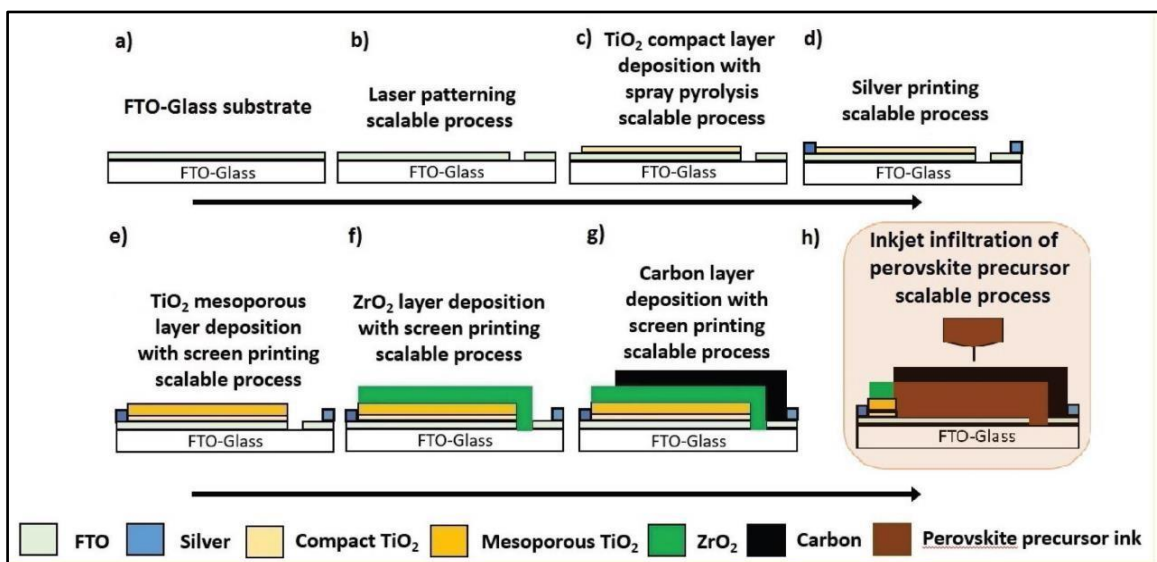 a)
FTO-Glass substrate
FTO-Glass
b)
Laser patterning
scalable process
FTO-Glass
c)
TiO₂ compact layer
deposition with
spray pyrolysis
scalable process
FTO-Glass
d)
Silver printing
scalable process
FTO-Glass
e)
TiO₂ mesoporous
layer deposition
with screen printing
scalable process
FTO-Glass
f)
ZrO₂ layer deposition
with screen printing
scalable process
FTO-Glass
g)
Carbon layer
deposition with
screen printing
scalable process
FTO-Glass
h)
Inkjet infiltration of
perovskite precursor
scalable process
FTO-Glass
FTO
Silver
Compact TiO₂
Mesoporous TiO₂
ZrO₂
Carbon
Perovskite precursor ink